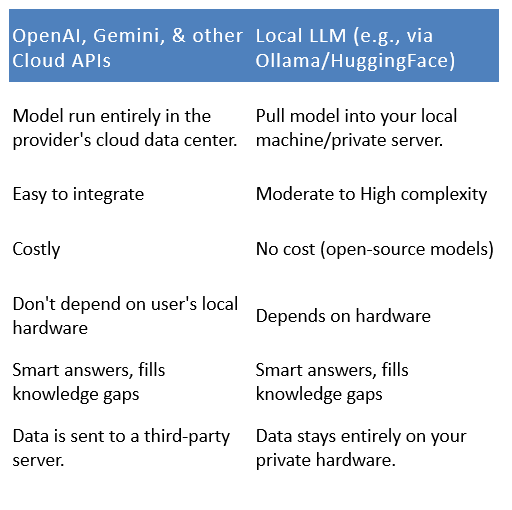 OpenAI, Gemini, & other
Cloud APIs
Local LLM (e.g., via
Ollama/HuggingFace)
Model run entirely in the
provider's cloud data center.
Pull model into your local
machine/private server.
Easy to integrate
Moderate to High complexity
Costly
No cost (open-source models)
Don't depend on user's local
hardware
Depends on hardware
Smart answers, fills
knowledge gaps
Smart answers, fills
knowledge gaps
Data is sent to a third-party
server.
Data stays entirely on your
private hardware.